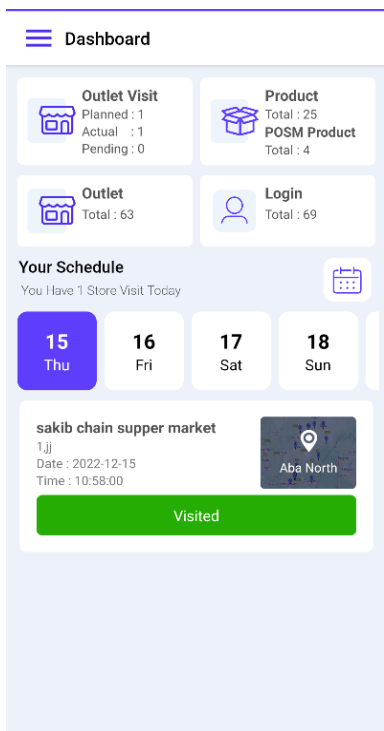 Dashboard
Outlet Visit
Planned : 1
Actual : 1
Pending : 0
Product
Total : 25
POSM Product
Total : 4
Outlet
Total : 63
Login
Total : 69
Your Schedule
You Have 1 Store Visit Today
15
Thu
16
Fri
17
Sat
18
Sun
sakib chain supper market
1,jj
Date : 2022-12-15
Time : 10:58:00
Aba North
Visited